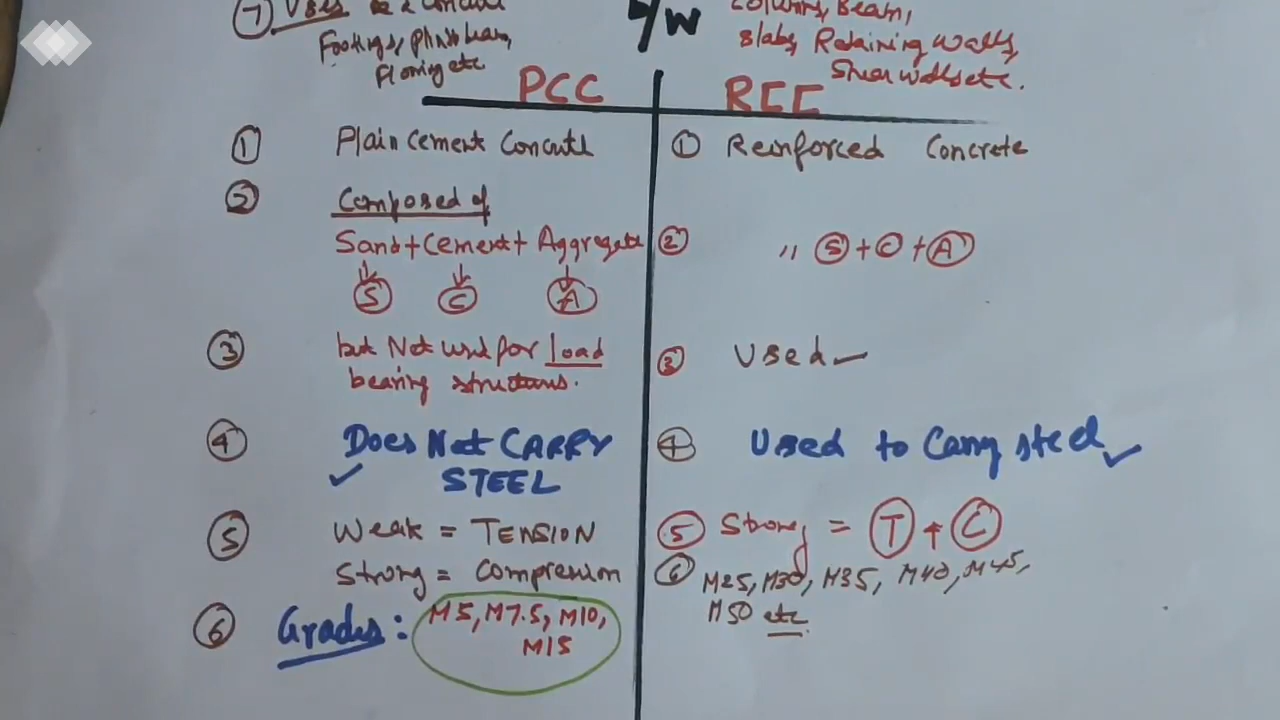 ⑦ Uses
Footings, plinth beam,
Flooring etc
b/w
Columns, Beam,
Slabs, Retaining Walls,
Shear walls etc.
PCC
RCC
① Plain Cement Concrete
① Reinforced Concrete
② Composed of
Sand + Cement + Aggregate
S C A
② " S + C + A
③ but Not used for load
bearing structures.
③ Used
④ Does Not CARRY
STEEL
④ Used to Carry steel
⑤ Weak = TENSION
Strong = Compression
⑤ Strong = T + C
⑥ Grades: M5, M7.5, M10,
M15
⑥ M25, M30, M35, M40, M45,
M50 etc.